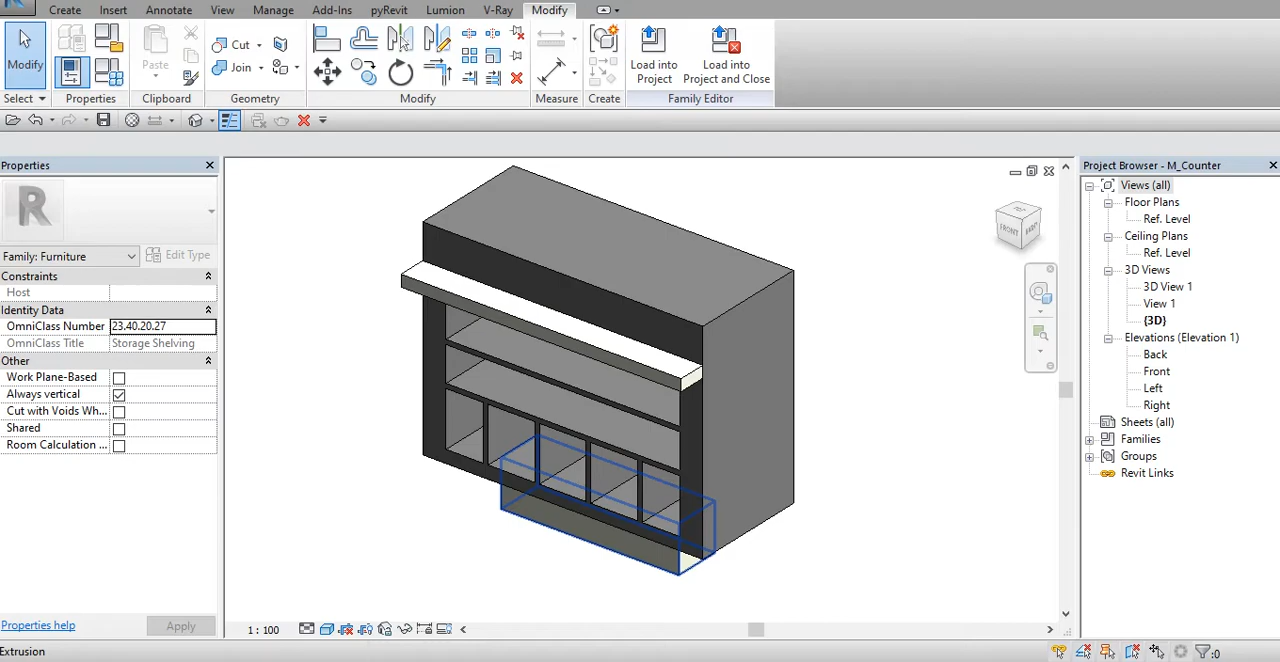 Create Insert Annotate View Manage Add-Ins pyRevit Lumion V-Ray Modify
Modify
Paste
Cut
Join
Load into
Project
Load into
Project and Close
Select Properties Clipboard Geometry Modify Measure Create Family Editor
Properties
R
Family: Furniture
Edit Type
Constraints
Host
Identity Data
OmniClass Number 23.40.20.27
OmniClass Title Storage Shelving
Other
Work Plane-Based
Always vertical
Cut with Voids Wh...
Shared
Room Calculation ...
Properties help
Apply
Extrusion
FRONT
1 : 100
Project Browser - M_Counter
Views (all)
Floor Plans
Ref. Level
Ceiling Plans
Ref. Level
3D Views
3D View 1
View 1
{3D}
Elevations (Elevation 1)
Back
Front
Left
Right
Sheets (all)
Families
Groups
Revit Links
:0